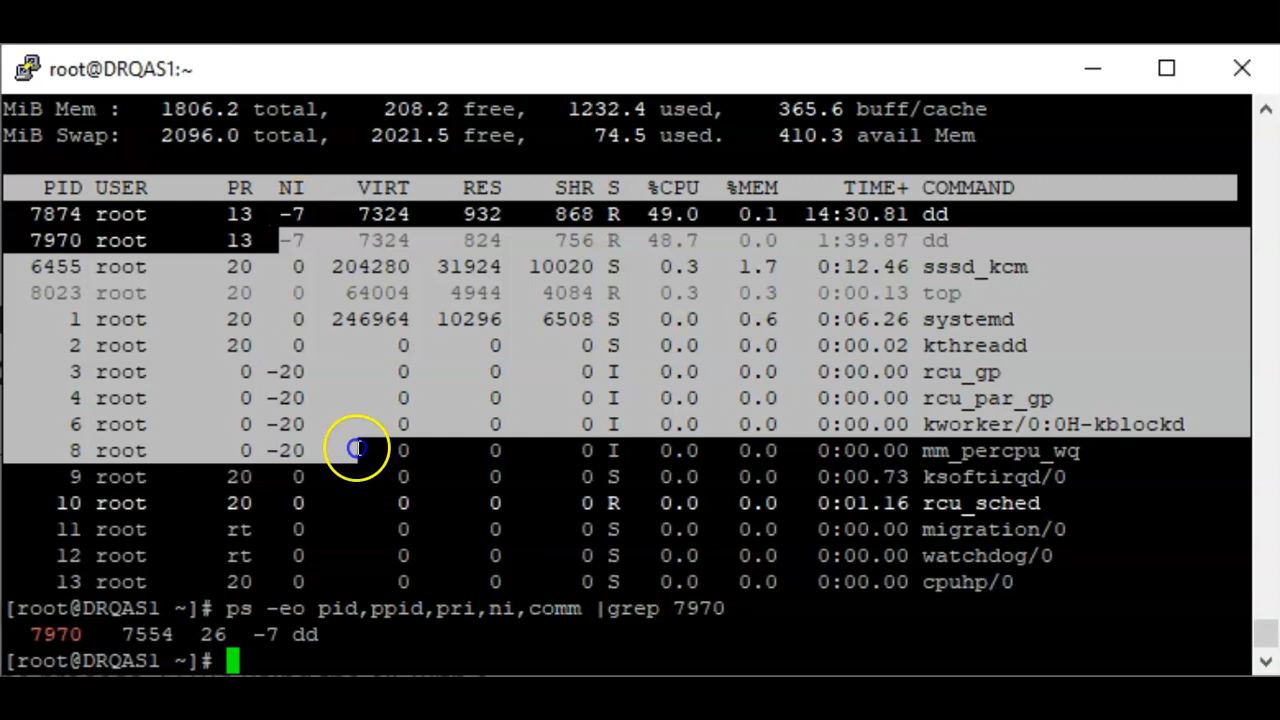 root@DRQAS1:~
MiB Mem : 1806.2 total, 208.2 free, 1232.4 used, 365.6 buff/cache
MiB Swap: 2096.0 total, 2021.5 free, 74.5 used. 410.3 avail Mem
PID USER PR NI VIRT RES SHR S %CPU %MEM TIME+ COMMAND
7874 root 13 -7 7324 932 868 R 49.0 0.1 14:30.81 dd
7970 root 13 -7 7324 824 756 R 48.7 0.0 1:39.87 dd
6455 root 20 0 204280 31924 10020 S 0.3 1.7 0:12.46 sssd_kcm
8023 root 20 0 64004 4944 4084 R 0.3 0.3 0:00.13 top
1 root 20 0 246964 10296 6508 S 0.0 0.6 0:06.26 systemd
2 root 20 0 0 0 0 S 0.0 0.0 0:00.02 kthreadd
3 root 0 -20 0 0 0 I 0.0 0.0 0:00.00 rcu_gp
4 root 0 -20 0 0 0 I 0.0 0.0 0:00.00 rcu_par_gp
6 root 0 -20 0 0 0 I 0.0 0.0 0:00.00 kworker/0:0H-kblockd
8 root 0 -20 0 0 0 I 0.0 0.0 0:00.00 mm_percpu_wq
9 root 20 0 0 0 0 S 0.0 0.0 0:00.73 ksoftirqd/0
10 root 20 0 0 0 0 R 0.0 0.0 0:01.16 rcu_sched
11 root rt 0 0 0 0 S 0.0 0.0 0:00.00 migration/0
12 root rt 0 0 0 0 S 0.0 0.0 0:00.00 watchdog/0
13 root 20 0 0 0 0 S 0.0 0.0 0:00.00 cpuhp/0
[root@DRQAS1 ~]# ps -eo pid,ppid,pri,ni,comm |grep 7970
7970 7554 26 -7 dd
[root@DRQAS1 ~]#